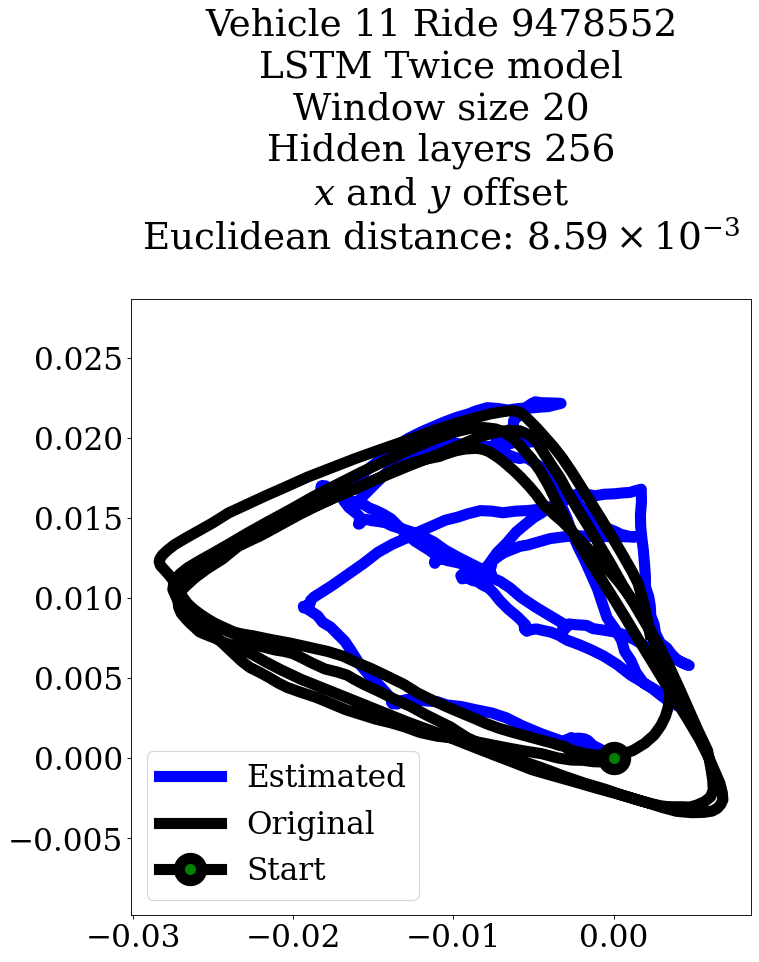 Vehicle 11 Ride 9478552
LSTM Twice model
Window size 20
Hidden layers 256
x and y offset
Euclidean distance: 8.59 × 10⁻³
0.025
0.020
0.015
0.010
0.005
0.000
−0.005
Estimated
Original
Start
−0.03 −0.02 −0.01 0.00